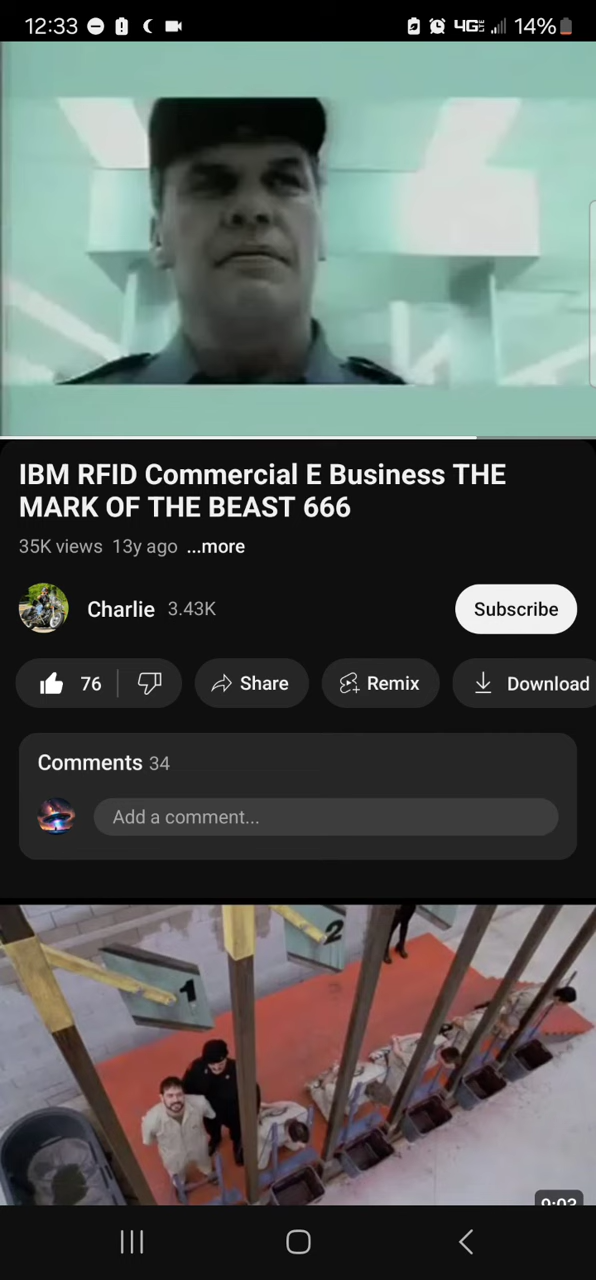 12:33 4G LTE 14%
IBM RFID Commercial E Business THE
MARK OF THE BEAST 666
35K views 13y ago ...more
Charlie 3.43K Subscribe
76 Share Remix Download
Comments 34
Add a comment...
2
1